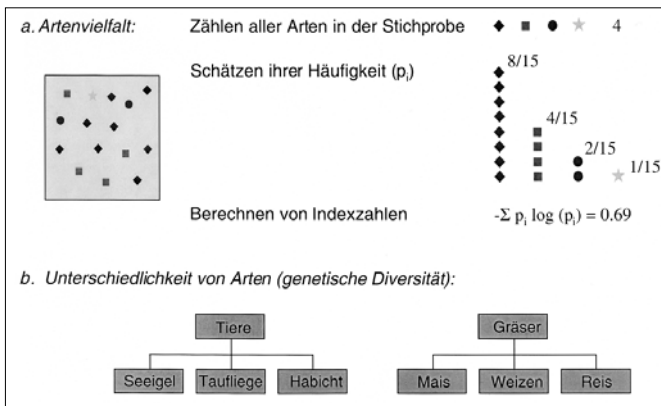 a. Artenvielfalt: Zählen aller Arten in der Stichprobe 4
Schätzen ihrer Häufigkeit (pᵢ) 8/15
4/15
2/15
1/15
Berechnen von Indexzahlen -Σ pᵢ log (pᵢ) = 0.69
b. Unterschiedlichkeit von Arten (genetische Diversität):
Tiere Gräser
Seeigel Taufliege Habicht Mais Weizen Reis